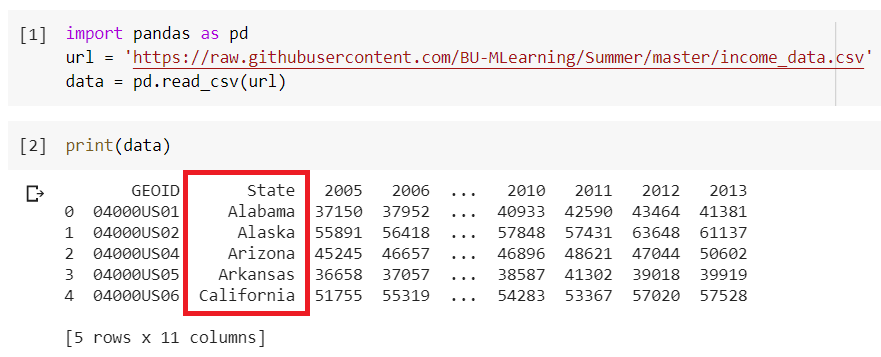 [1] import pandas as pd
url = 'https://raw.githubusercontent.com/BU-MLearning/Summer/master/income_data.csv'
data = pd.read_csv(url)
[2] print(data)
GEOID State 2005 2006 ... 2010 2011 2012 2013
0 04000US01 Alabama 37150 37952 ... 40933 42590 43464 41381
1 04000US02 Alaska 55891 56418 ... 57848 57431 63648 61137
2 04000US04 Arizona 45245 46657 ... 46896 48621 47044 50602
3 04000US05 Arkansas 36658 37057 ... 38587 41302 39018 39919
4 04000US06 California 51755 55319 ... 54283 53367 57020 57528
[5 rows x 11 columns]